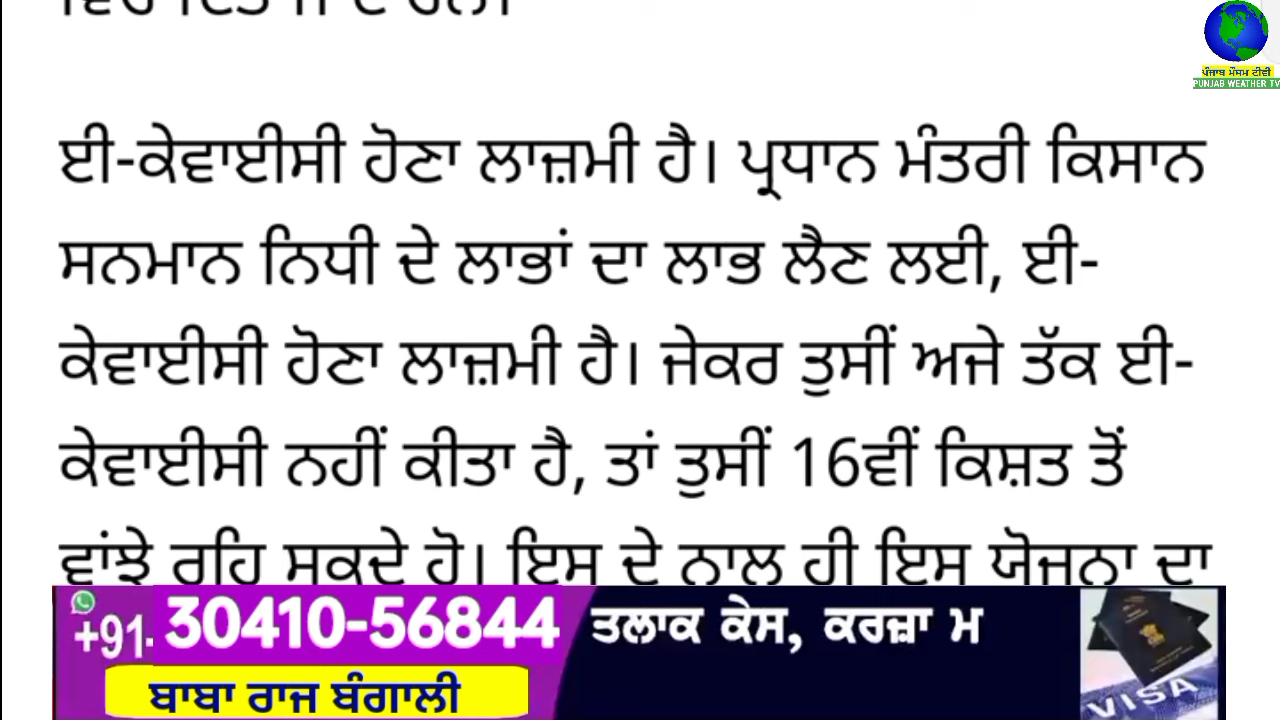 ਪੰਜਾਬ ਮੌਸਮ ਟੀਵੀ
PUNJAB WEATHER TV
ਈ-ਕੇਵਾਈਸੀ ਹੋਣਾ ਲਾਜ਼ਮੀ ਹੈ। ਪ੍ਰਧਾਨ ਮੰਤਰੀ ਕਿਸਾਨ
ਸਨਮਾਨ ਨਿਧੀ ਦੇ ਲਾਭਾਂ ਦਾ ਲਾਭ ਲੈਣ ਲਈ, ਈ-
ਕੇਵਾਈਸੀ ਹੋਣਾ ਲਾਜ਼ਮੀ ਹੈ। ਜੇਕਰ ਤੁਸੀਂ ਅਜੇ ਤੱਕ ਈ-
ਕੇਵਾਈਸੀ ਨਹੀਂ ਕੀਤਾ ਹੈ, ਤਾਂ ਤੁਸੀਂ 16ਵੀਂ ਕਿਸ਼ਤ ਤੋਂ
ਵਾਂਝੇ ਰਹਿ ਸਕਦੇ ਹੋ। ਇਸ ਦੇ ਨਾਲ ਹੀ ਇਸ ਯੋਜਨਾ ਦਾ
+91. 30410-56844
ਤਲਾਕ ਕੇਸ, ਕਰਜ਼ਾ ਮ
ਬਾਬਾ ਰਾਜ ਬੰਗਾਲੀ
VISA